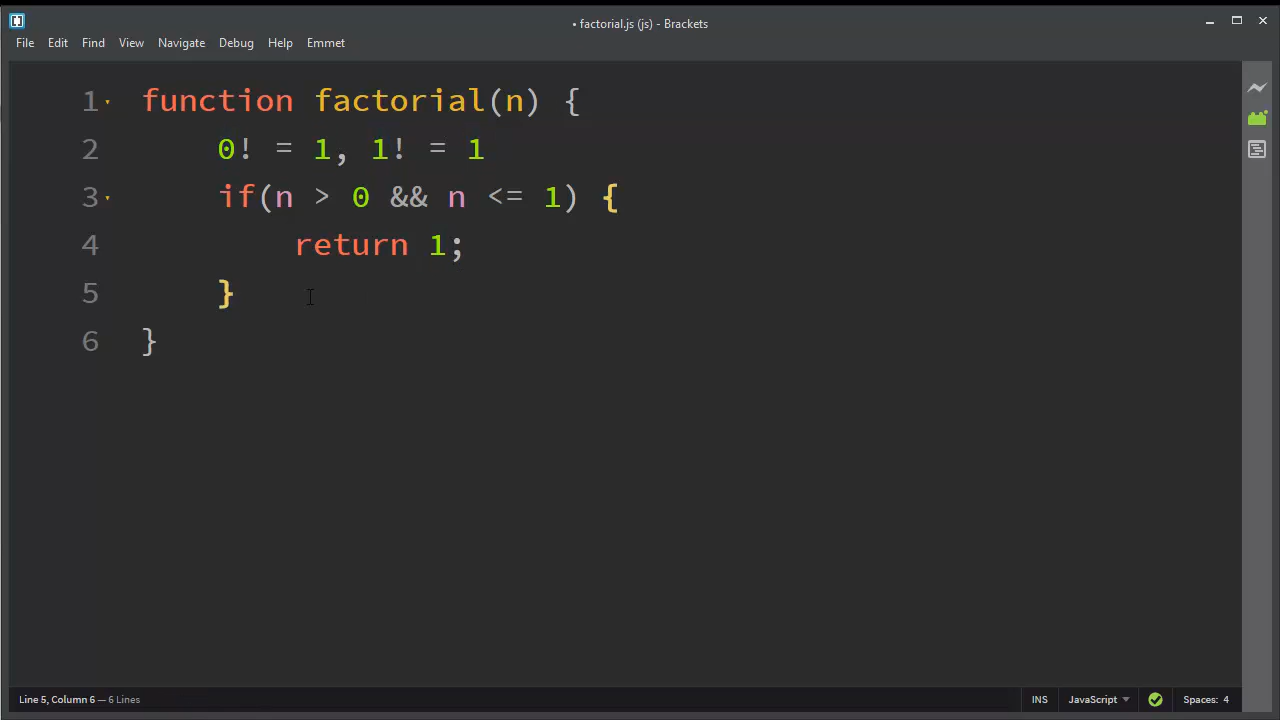 • factorial.js (js) - Brackets
File Edit Find View Navigate Debug Help Emmet
1 function factorial(n) {
2 0! = 1, 1! = 1
3 if(n > 0 && n <= 1) {
4 return 1;
5 }
6 }
Line 5, Column 6 — 6 Lines INS JavaScript Spaces: 4